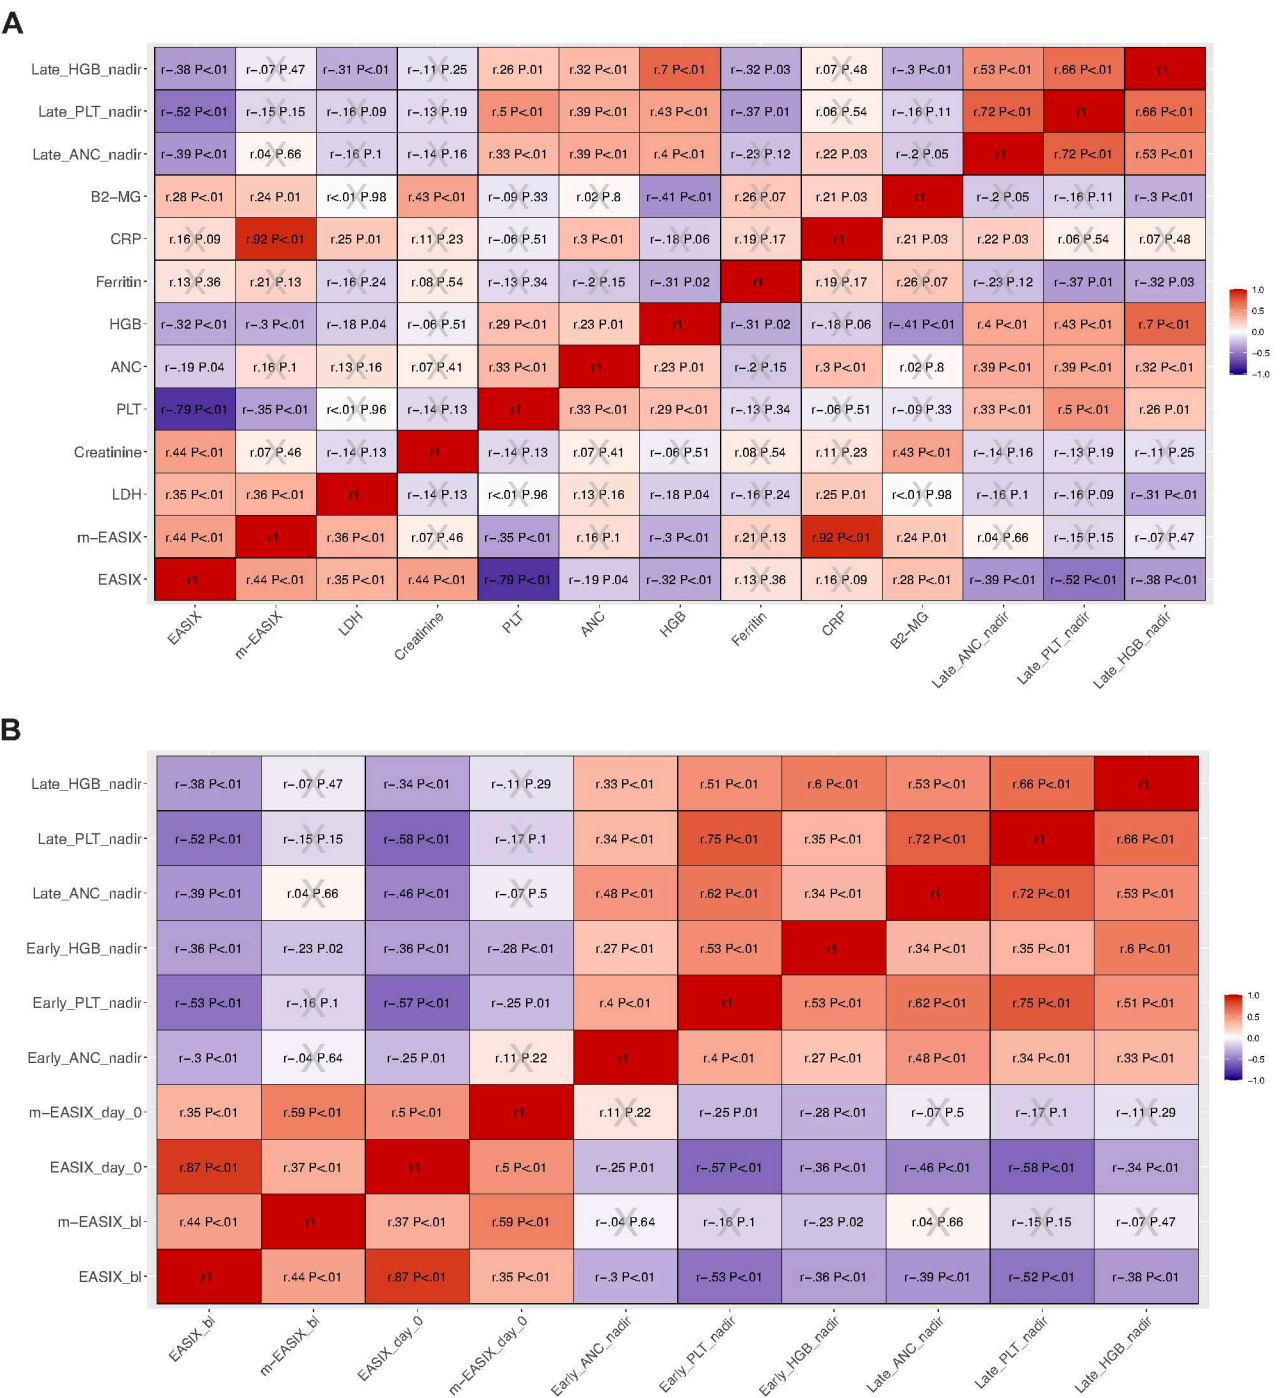 A
Late_HGB_nadir r−.38 P<.01 r−.07 P.47 r−.31 P<.01 r−.11 P.25 r.26 P.01 r.32 P<.01 r.7 P<.01 r−.32 P.03 r.07 P.48 r−.3 P<.01 r.53 P<.01 r.66 P<.01 r1
Late_PLT_nadir r−.52 P<.01 r−.15 P.15 r−.16 P.09 r−.13 P.19 r.5 P<.01 r.39 P<.01 r.43 P<.01 r−.37 P.01 r.06 P.54 r−.16 P.11 r.72 P<.01 r1 r.66 P<.01
Late_ANC_nadir r−.39 P<.01 r.04 P.66 r−.16 P.1 r−.14 P.16 r.33 P<.01 r.39 P<.01 r.4 P<.01 r−.23 P.12 r.22 P.03 r−.2 P.05 r1 r.72 P<.01 r.53 P<.01
B2−MG r.28 P<.01 r.24 P.01 r<.01 P.98 r.43 P<.01 r−.09 P.33 r.02 P.8 r−.41 P<.01 r.26 P.07 r.21 P.03 r1 r−.2 P.05 r−.16 P.11 r−.3 P<.01
CRP r.16 P.09 r.92 P<.01 r.25 P.01 r.11 P.23 r−.06 P.51 r.3 P<.01 r−.18 P.06 r.19 P.17 r1 r.21 P.03 r.22 P.03 r.06 P.54 r.07 P.48
Ferritin r.13 P.36 r.21 P.13 r−.16 P.24 r.08 P.54 r−.13 P.34 r−.2 P.15 r−.31 P.02 r1 r.19 P.17 r.26 P.07 r−.23 P.12 r−.37 P.01 r−.32 P.03
HGB r−.32 P<.01 r−.3 P<.01 r−.18 P.04 r−.06 P.51 r.29 P<.01 r.23 P.01 r1 r−.31 P.02 r−.18 P.06 r−.41 P<.01 r.4 P<.01 r.43 P<.01 r.7 P<.01
ANC r−.19 P.04 r.16 P.1 r.13 P.16 r.07 P.41 r.33 P<.01 r1 r.23 P.01 r−.2 P.15 r.3 P<.01 r.02 P.8 r.39 P<.01 r.39 P<.01 r.32 P<.01
PLT r−.79 P<.01 r−.35 P<.01 r<.01 P.96 r−.14 P.13 r1 r.33 P<.01 r.29 P<.01 r−.13 P.34 r−.06 P.51 r−.09 P.33 r.33 P<.01 r.5 P<.01 r.26 P.01
Creatinine r.44 P<.01 r.07 P.46 r−.14 P.13 r1 r−.14 P.13 r.07 P.41 r−.06 P.51 r.08 P.54 r.11 P.23 r.43 P<.01 r−.14 P.16 r−.13 P.19 r−.11 P.25
LDH r.35 P<.01 r.36 P<.01 r1 r−.14 P.13 r<.01 P.96 r.13 P.16 r−.18 P.04 r−.16 P.24 r.25 P.01 r<.01 P.98 r−.16 P.1 r−.16 P.09 r−.31 P<.01
m−EASIX r.44 P<.01 r1 r.36 P<.01 r.07 P.46 r−.35 P<.01 r.16 P.1 r−.3 P<.01 r.21 P.13 r.92 P<.01 r.24 P.01 r.04 P.66 r−.15 P.15 r−.07 P.47
EASIX r1 r.44 P<.01 r.35 P<.01 r.44 P<.01 r−.79 P<.01 r−.19 P.04 r−.32 P<.01 r.13 P.36 r.16 P.09 r.28 P<.01 r−.39 P<.01 r−.52 P<.01 r−.38 P<.01
EASIX m−EASIX LDH Creatinine PLT ANC HGB Ferritin CRP B2−MG Late_ANC_nadir Late_PLT_nadir Late_HGB_nadir
1.0
0.5
0.0
−0.5
−1.0
B
Late_HGB_nadir r−.38 P<.01 r−.07 P.47 r−.34 P<.01 r−.11 P.29 r.33 P<.01 r.51 P<.01 r.6 P<.01 r.53 P<.01 r.66 P<.01 r1
Late_PLT_nadir r−.52 P<.01 r−.15 P.15 r−.58 P<.01 r−.17 P.1 r.34 P<.01 r.75 P<.01 r.35 P<.01 r.72 P<.01 r1 r.66 P<.01
Late_ANC_nadir r−.39 P<.01 r.04 P.66 r−.46 P<.01 r−.07 P.5 r.48 P<.01 r.62 P<.01 r.34 P<.01 r1 r.72 P<.01 r.53 P<.01
Early_HGB_nadir r−.36 P<.01 r−.23 P.02 r−.36 P<.01 r−.28 P<.01 r.27 P<.01 r.53 P<.01 r1 r.34 P<.01 r.35 P<.01 r.6 P<.01
Early_PLT_nadir r−.53 P<.01 r−.16 P.1 r−.57 P<.01 r−.25 P.01 r.4 P<.01 r1 r.53 P<.01 r.62 P<.01 r.75 P<.01 r.51 P<.01
Early_ANC_nadir r−.3 P<.01 r−.04 P.64 r−.25 P.01 r.11 P.22 r1 r.4 P<.01 r.27 P<.01 r.48 P<.01 r.34 P<.01 r.33 P<.01
m−EASIX_day_0 r.35 P<.01 r.59 P<.01 r.5 P<.01 r1 r.11 P.22 r−.25 P.01 r−.28 P<.01 r−.07 P.5 r−.17 P.1 r−.11 P.29
EASIX_day_0 r.87 P<.01 r.37 P<.01 r1 r.5 P<.01 r−.25 P.01 r−.57 P<.01 r−.36 P<.01 r−.46 P<.01 r−.58 P<.01 r−.34 P<.01
m−EASIX_bl r.44 P<.01 r1 r.37 P<.01 r.59 P<.01 r−.04 P.64 r−.16 P.1 r−.23 P.02 r.04 P.66 r−.15 P.15 r−.07 P.47
EASIX_bl r1 r.44 P<.01 r.87 P<.01 r.35 P<.01 r−.3 P<.01 r−.53 P<.01 r−.36 P<.01 r−.39 P<.01 r−.52 P<.01 r−.38 P<.01
EASIX_bl m−EASIX_bl EASIX_day_0 m−EASIX_day_0 Early_ANC_nadir Early_PLT_nadir Early_HGB_nadir Late_ANC_nadir Late_PLT_nadir Late_HGB_nadir
1.0
0.5
0.0
−0.5
−1.0